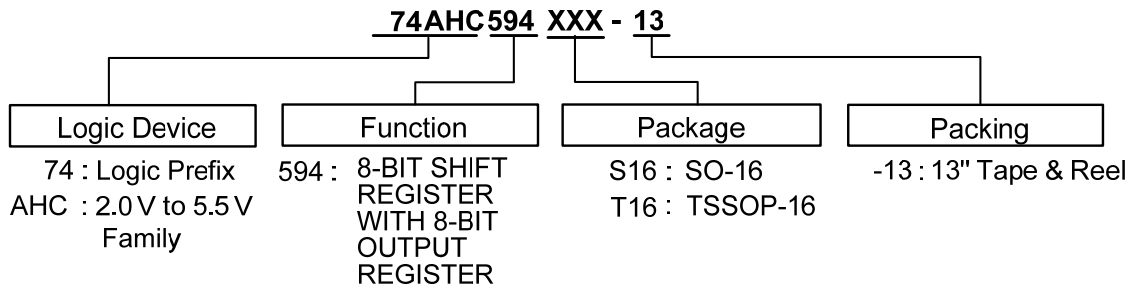 74AHC594 XXX - 13
Logic Device
74 : Logic Prefix
AHC : 2.0 V to 5.5 V
Family
Function
594 : 8-BIT SHIFT
REGISTER
WITH 8-BIT
OUTPUT
REGISTER
Package
S16 : SO-16
T16 : TSSOP-16
Packing
-13 : 13" Tape & Reel